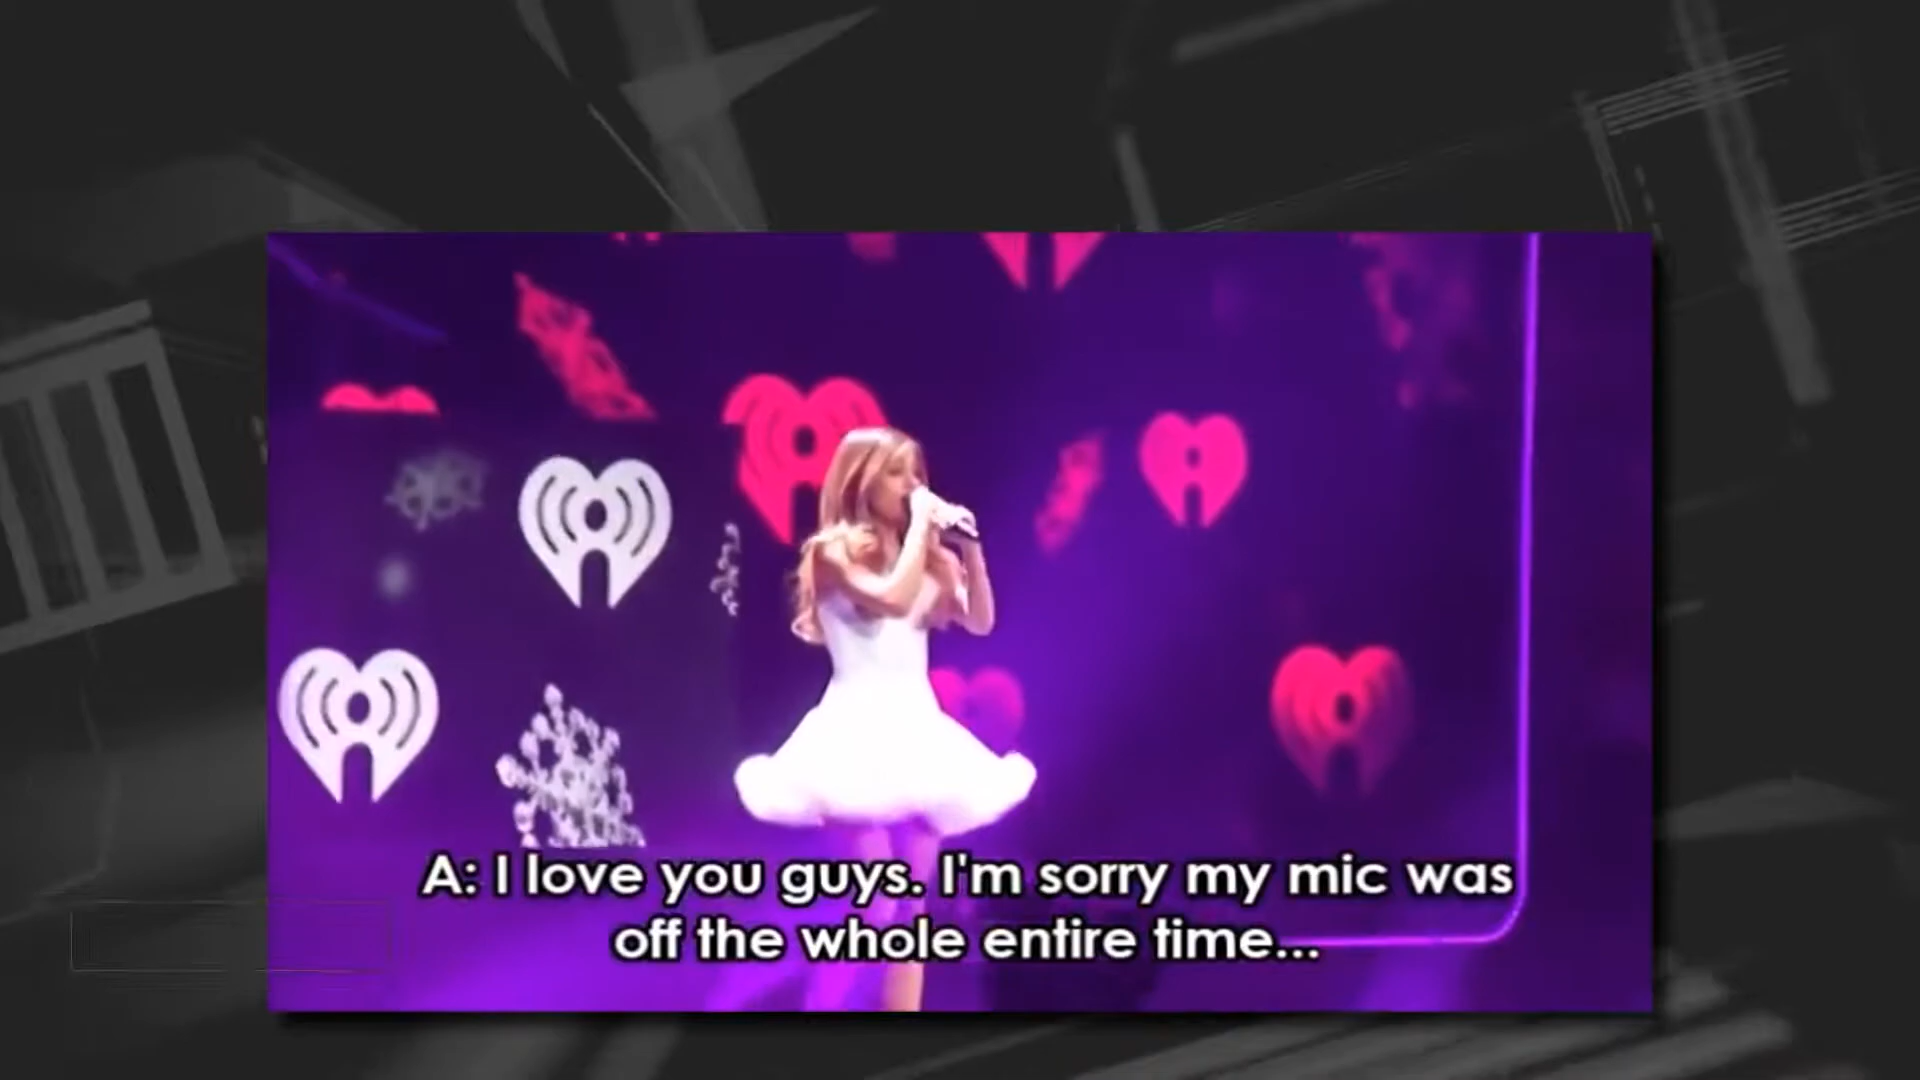 A: I love you guys. I'm sorry my mic was
off the whole entire time...